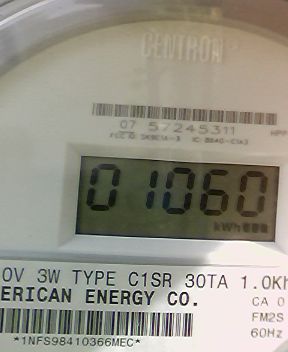 CENTRON
07 57245311
01060
kWh
0V 3W TYPE C1SR 30TA 1.0Kh
ERICAN ENERGY CO.
CA 0
FM2S
60Hz
*1NFS98410366MEC*